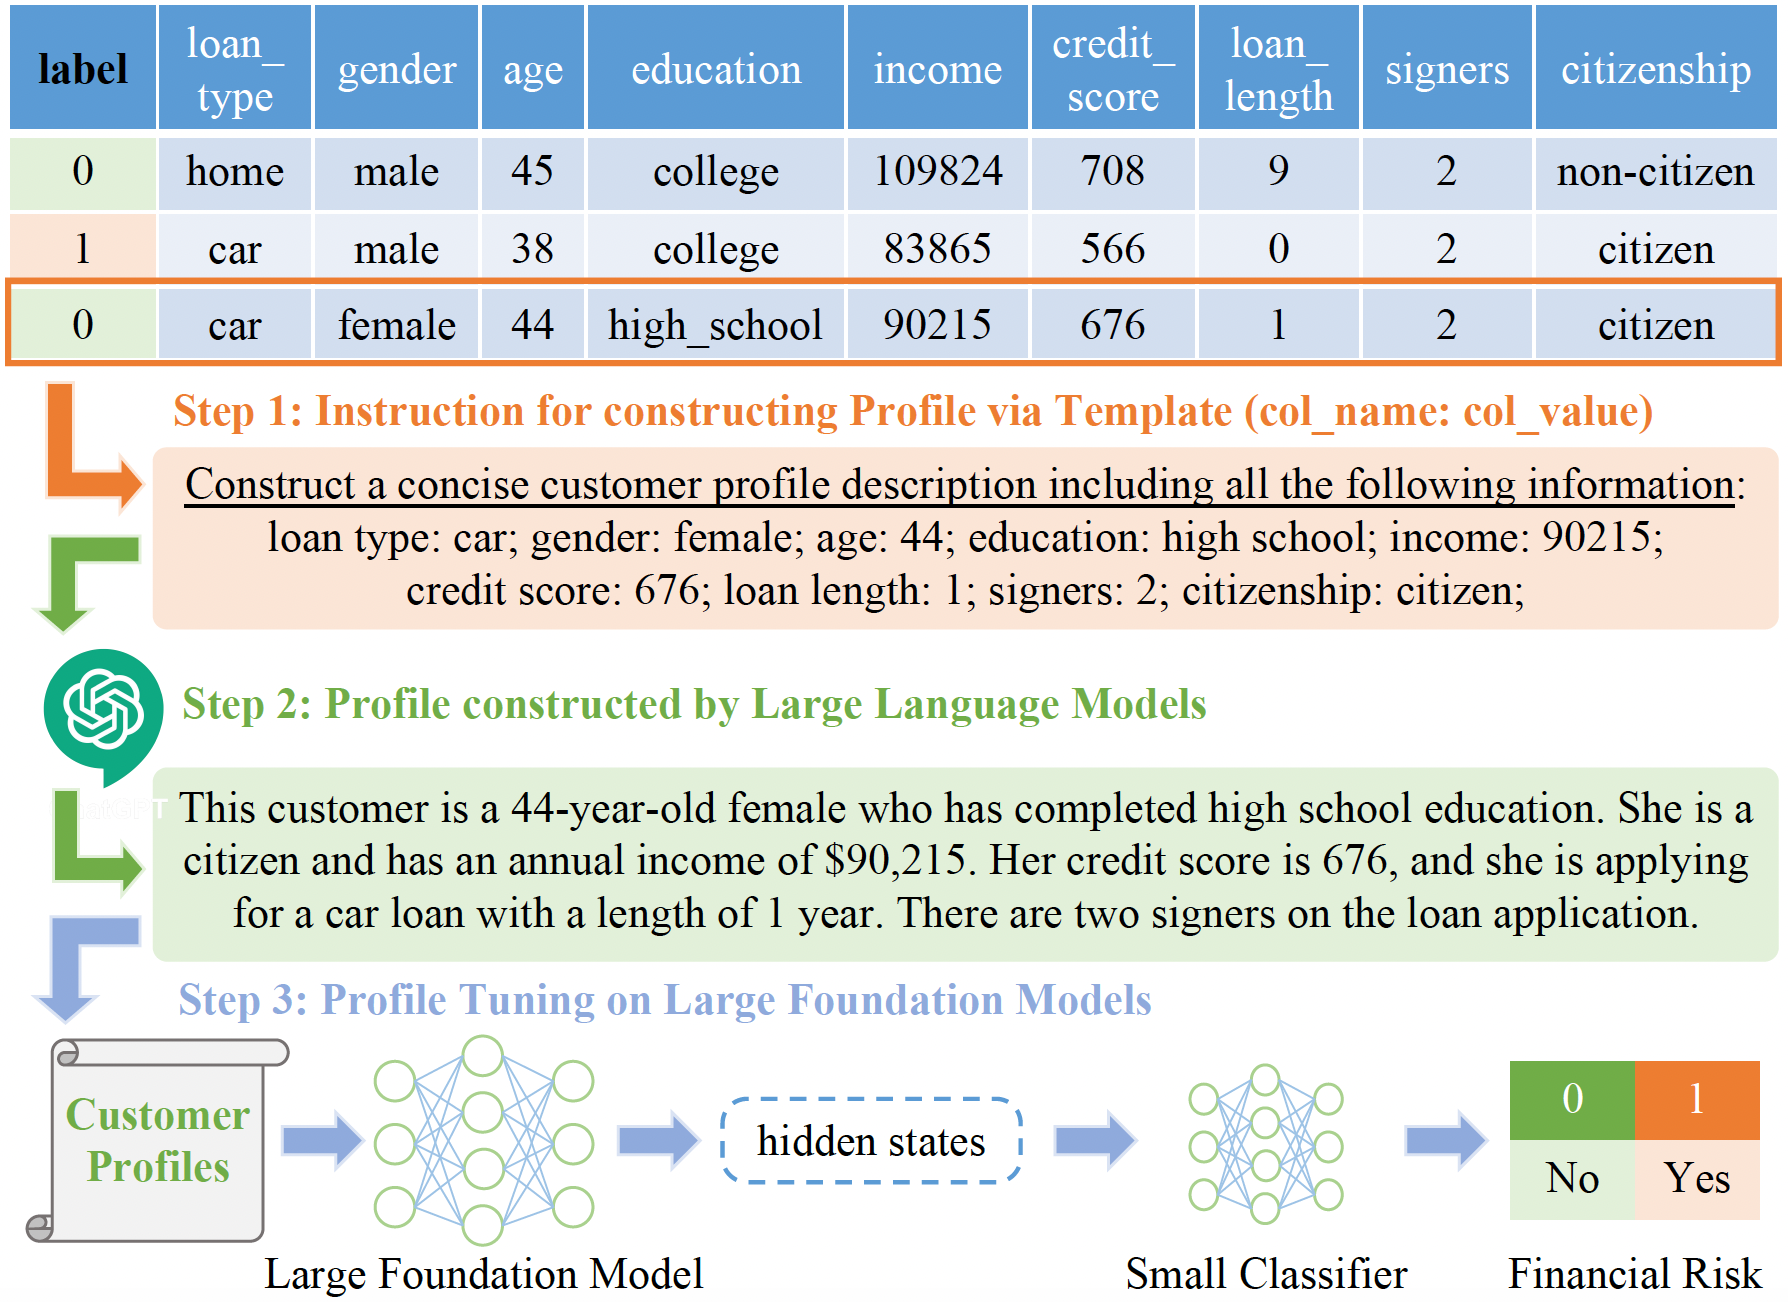 label loan_type gender age education income credit_score loan_length signers citizenship
0 home male 45 college 109824 708 9 2 non-citizen
1 car male 38 college 83865 566 0 2 citizen
0 car female 44 high_school 90215 676 1 2 citizen
Step 1: Instruction for constructing Profile via Template (col_name: col_value)
Construct a concise customer profile description including all the following information:
loan type: car; gender: female; age: 44; education: high school; income: 90215;
credit score: 676; loan length: 1; signers: 2; citizenship: citizen;
Step 2: Profile constructed by Large Language Models
This customer is a 44-year-old female who has completed high school education. She is a
citizen and has an annual income of $90,215. Her credit score is 676, and she is applying
for a car loan with a length of 1 year. There are two signers on the loan application.
Step 3: Profile Tuning on Large Foundation Models
Customer
Profiles
hidden states
0 1
No Yes
Large Foundation Model
Small Classifier
Financial Risk